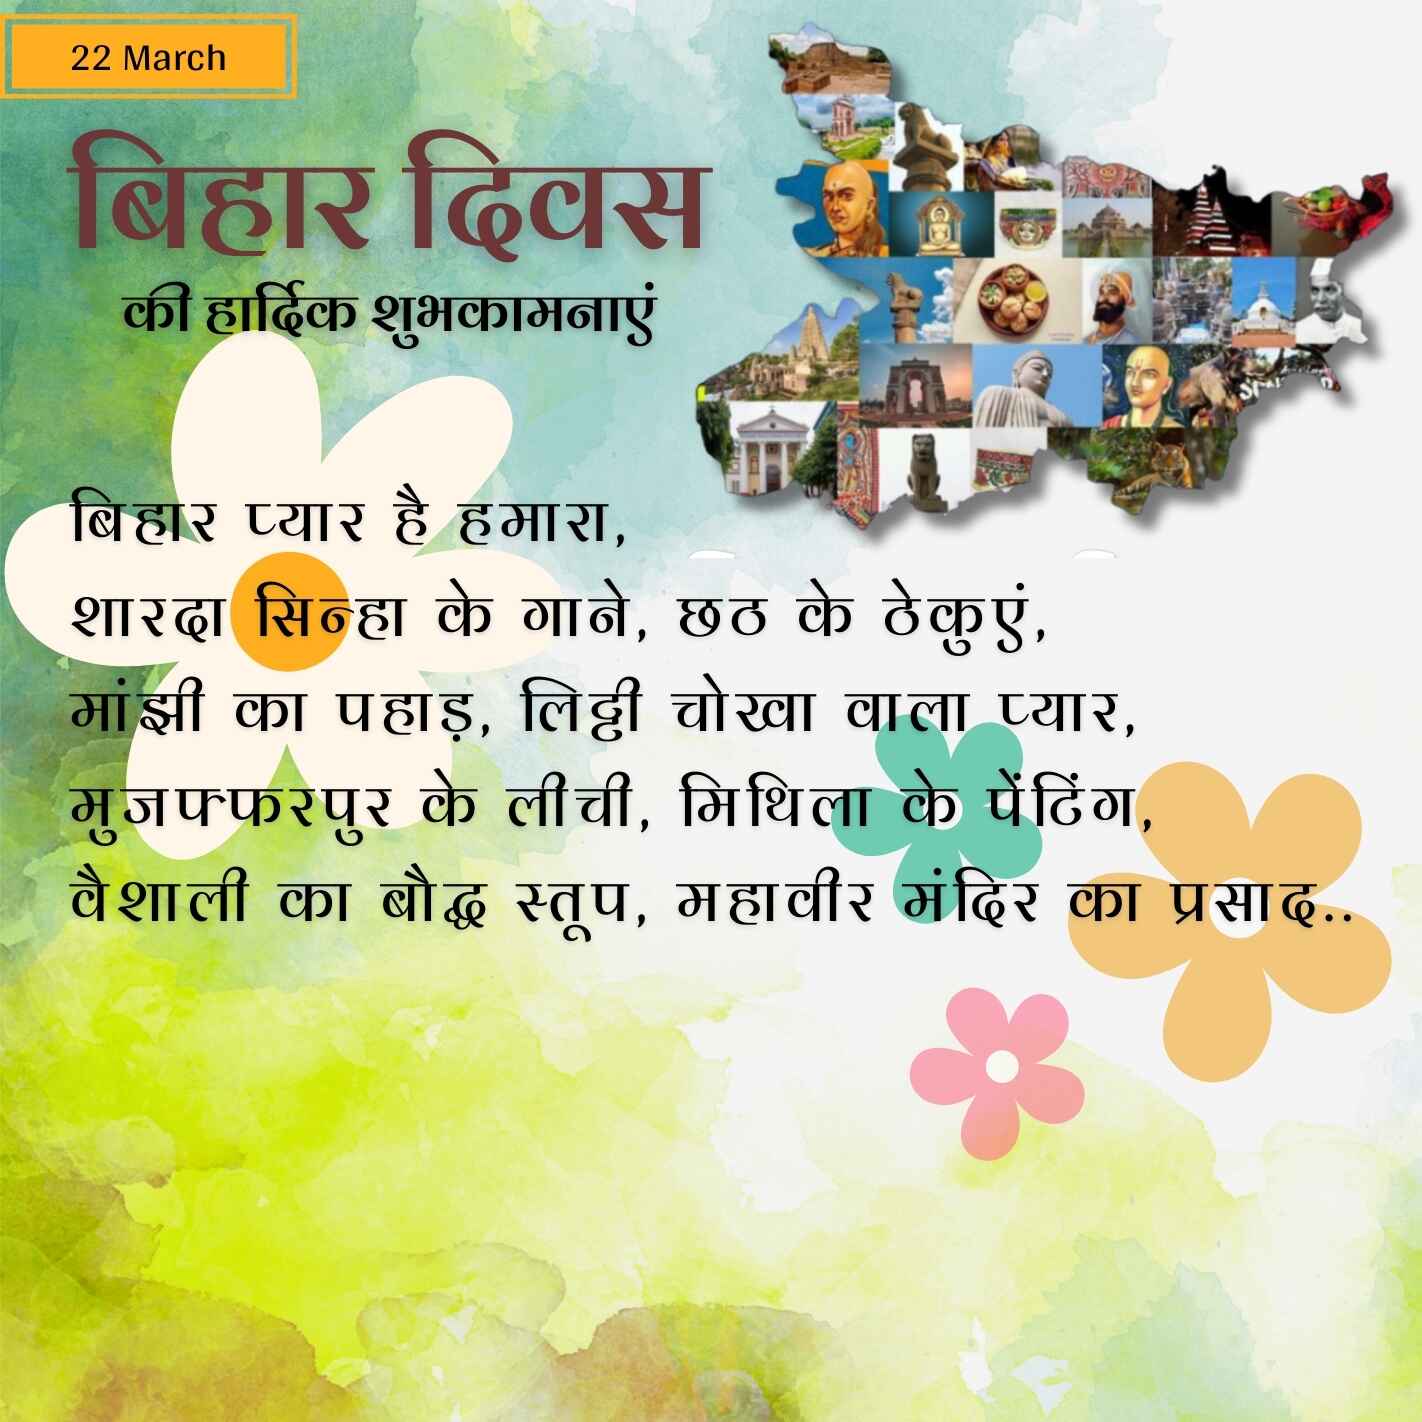 22 March
बिहार दिवस
की हार्दिक शुभकामनाएं
बिहार प्यार है हमारा,
शारदा सिन्हा के गाने, छठ के ठेकुएं,
मांझी का पहाड़, लिट्टी चोखा वाला प्यार,
मुजफ्फरपुर के लीची, मिथिला के पेंटिंग,
वैशाली का बौद्ध स्तूप, महावीर मंदिर का प्रसाद..